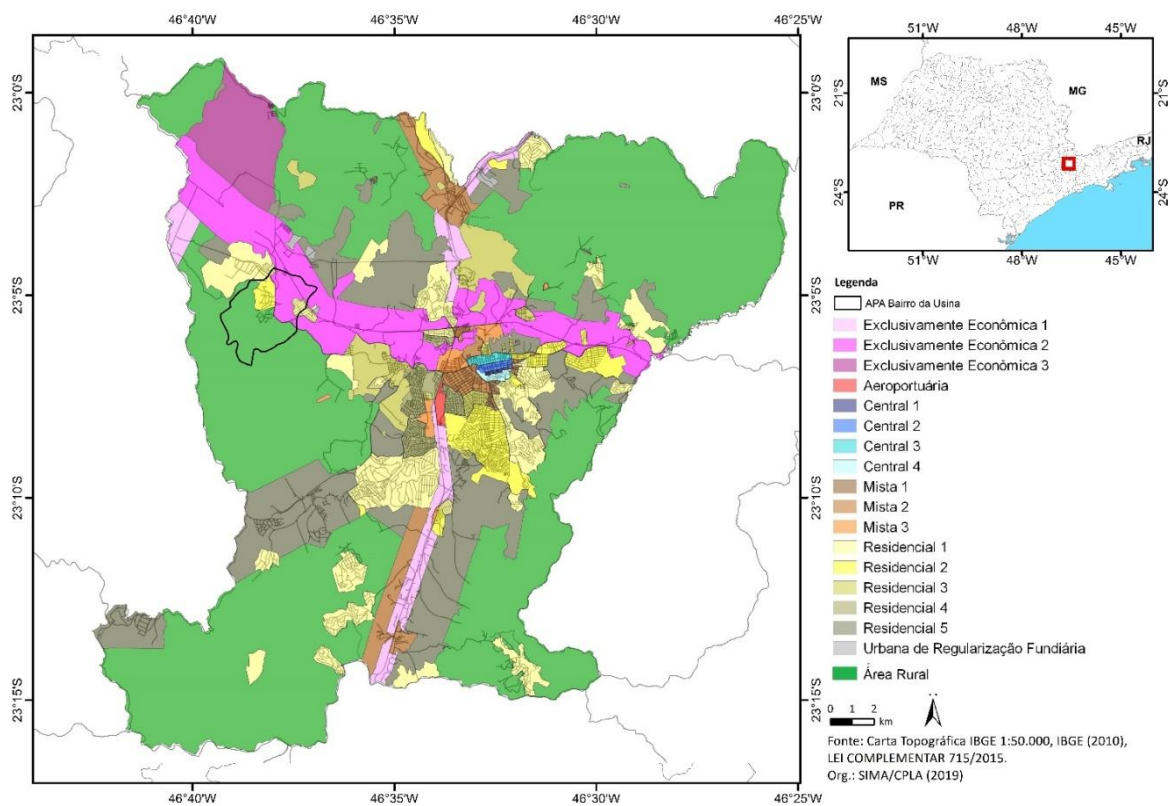 46°40'W 46°35'W 46°30'W 46°25'W
23°0'S 23°0'S
23°5'S 23°5'S
23°10'S 23°10'S
23°15'S 23°15'S
46°40'W 46°35'W 46°30'W 46°25'W
51°W 48°W 45°W
21°S 21°S
24°S 24°S
MS MG
RJ
PR
51°W 48°W 45°W
Legenda
APA Bairro da Usina
Exclusivamente Econômica 1
Exclusivamente Econômica 2
Exclusivamente Econômica 3
Aeroportuária
Central 1
Central 2
Central 3
Central 4
Mista 1
Mista 2
Mista 3
Residencial 1
Residencial 2
Residencial 3
Residencial 4
Residencial 5
Urbana de Regularização Fundiária
Área Rural
0 1 2
km
Fonte: Carta Topográfica IBGE 1:50.000, IBGE (2010),
LEI COMPLEMENTAR 715/2015.
Org.: SIMA/CPLA (2019)